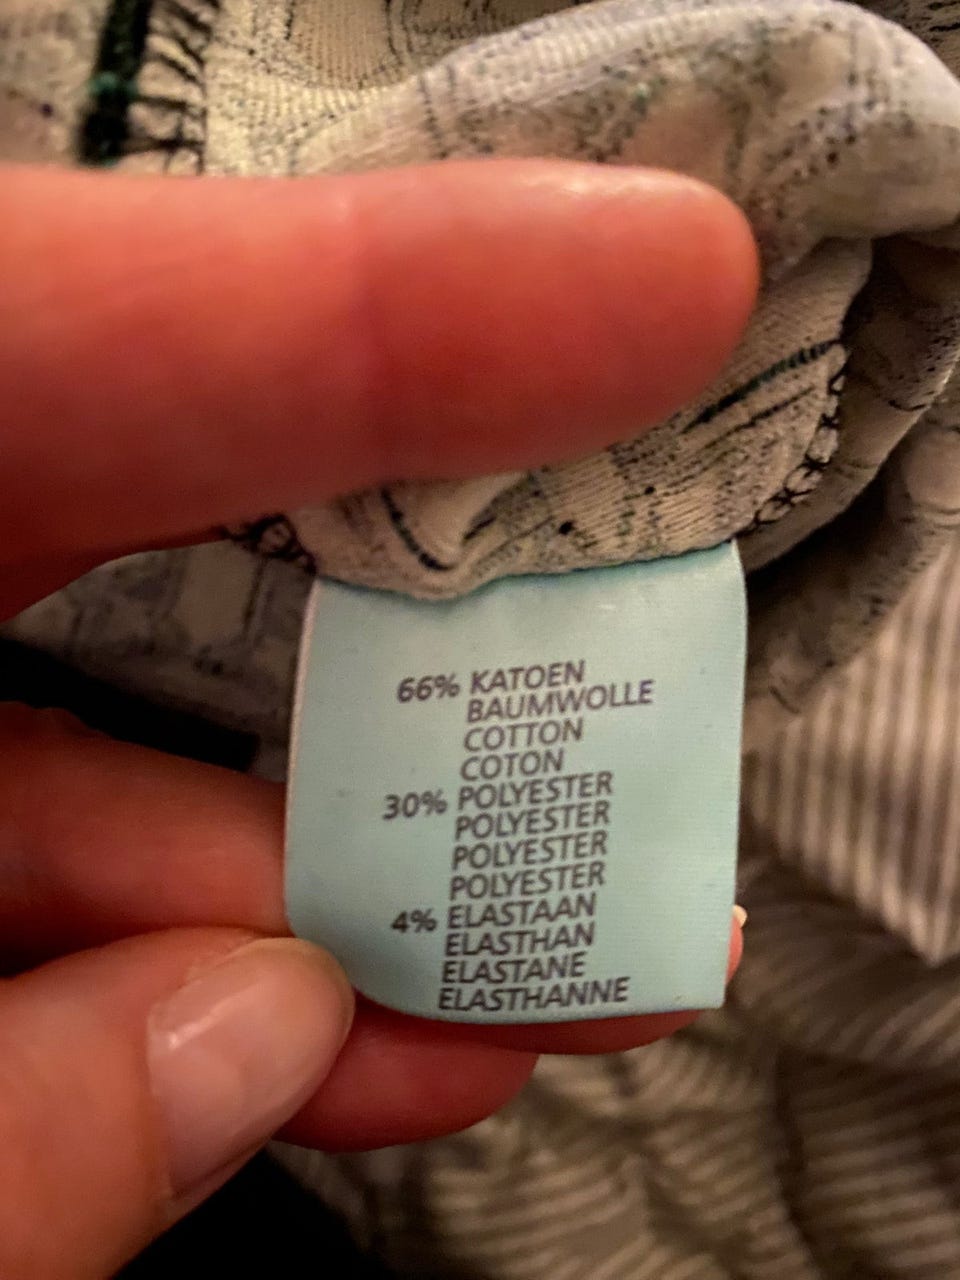 66% KATOEN
BAUMWOLLE
COTTON
COTON
30% POLYESTER
POLYESTER
POLYESTER
POLYESTER
4% ELASTAAN
ELASTHAN
ELASTANE
ELASTHANNE